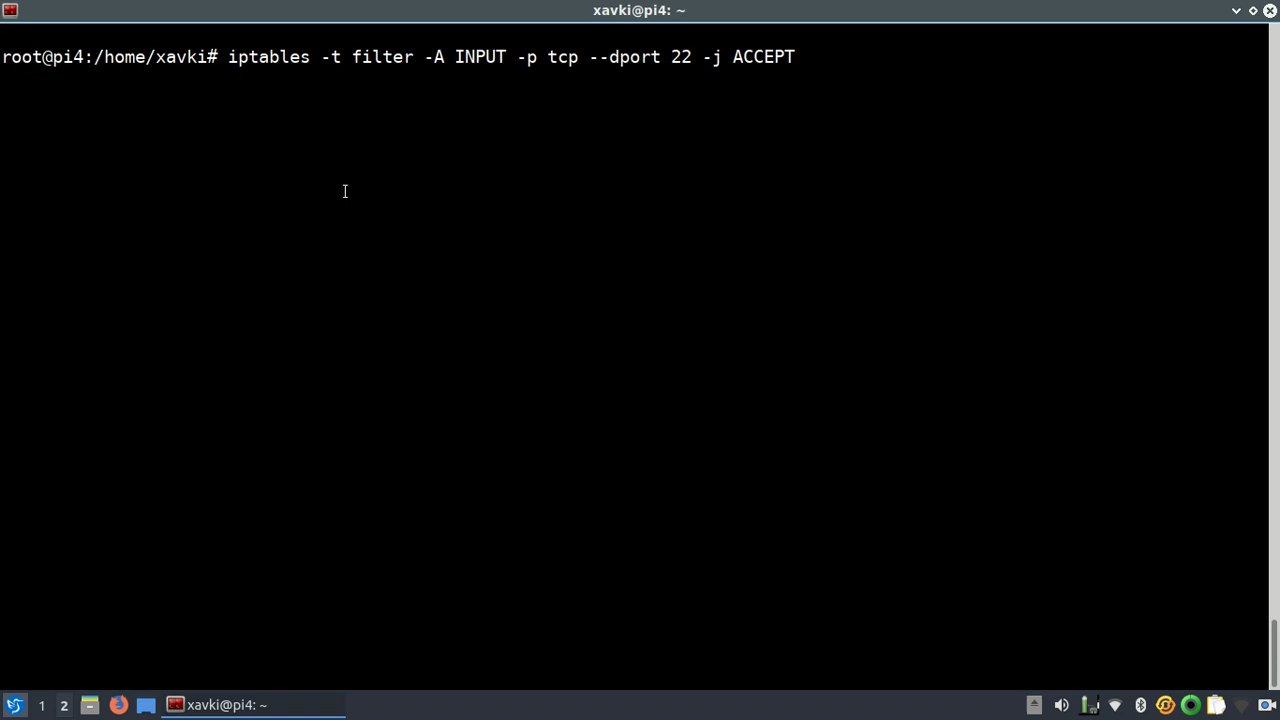 xavki@pi4: ~
root@pi4:/home/xavki# iptables -t filter -A INPUT -p tcp --dport 22 -j ACCEPT
1 2 xavki@pi4: ~